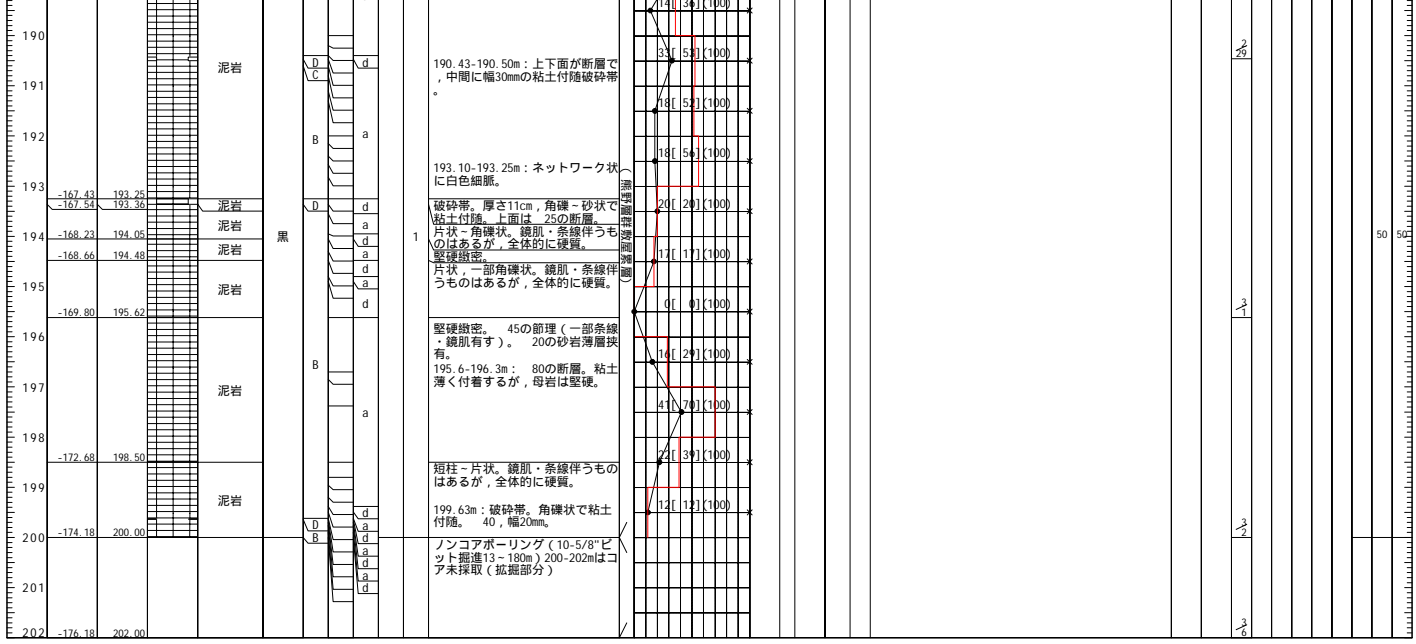 190
191
192
193
194
195
196
197
198
199
200
201
202
-167.43 193.25
-167.54 193.36
-168.23 194.05
-168.66 194.48
-169.80 195.62
-172.68 198.50
-174.18 200.00
-176.18 202.00
泥岩
泥岩
泥岩
泥岩
泥岩
泥岩
泥岩
黒
D
C
B
D
B
D
B
d
a
d
a
d
a
d
a
d
a
d
a
d
a
d
a
d
1
190.43-190.50m：上下面が断層で
，中間に幅30mmの粘土付随破砕帯
。
193.10-193.25m：ネットワーク状
に白色細脈。
破砕帯。厚さ11cm，角礫～砂状で
粘土付随。上面は 25の断層。
片状～角礫状。鏡肌・条線伴うも
のはあるが，全体的に硬質。
堅硬緻密。
片状，一部角礫状。鏡肌・条線伴
うものはあるが，全体的に硬質。
堅硬緻密。 45の節理（一部条線
・鏡肌有す）。 20の砂岩薄層挟
有。
195.6-196.3m： 80の断層。粘土
薄く付着するが，母岩は堅硬。
短柱～片状。鏡肌・条線伴うもの
はあるが，全体的に硬質。
199.63m：破砕帯。角礫状で粘土
付随。 40，幅20mm。
ノンコアボーリング（10-5/8"ビ
ット掘進13～180m）200-202mはコ
ア未採取（拡掘部分）
（熊野層群敷屋累層）
14[ 36](100)
33[ 53](100)
18[ 52](100)
18[ 56](100)
20[ 20](100)
17[ 17](100)
0[ 0](100)
16[ 29](100)
41[ 70](100)
22[ 39](100)
12[ 12](100)
2/29
3/1
3/2
3/6
50 50